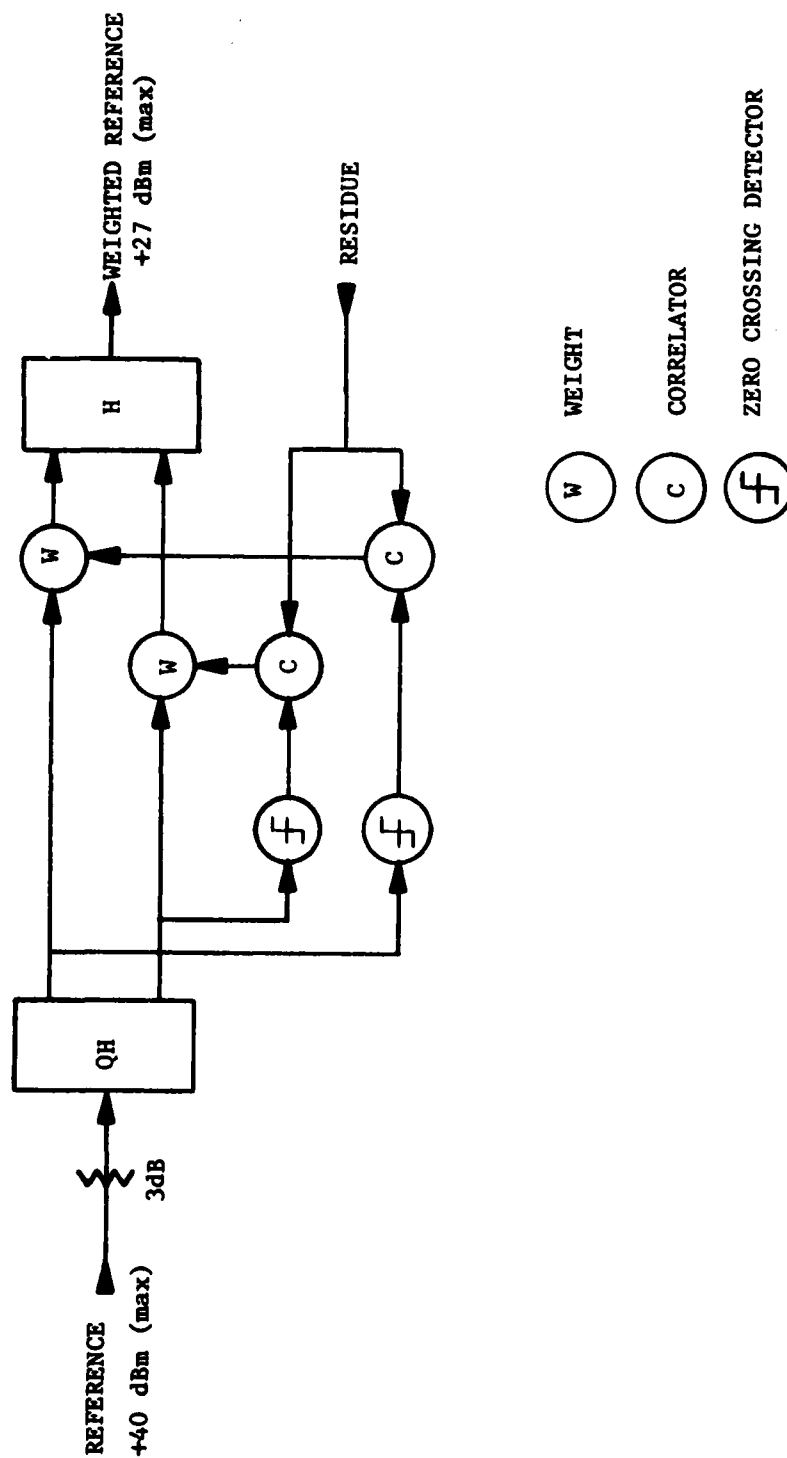 REFERENCE
+40 dBm (max)
3dB
QH
W
W
C
C
H
WEIGHTED REFERENCE
+27 dBm (max)
RESIDUE
W WEIGHT
C CORRELATOR
ZERO CROSSING DETECTOR